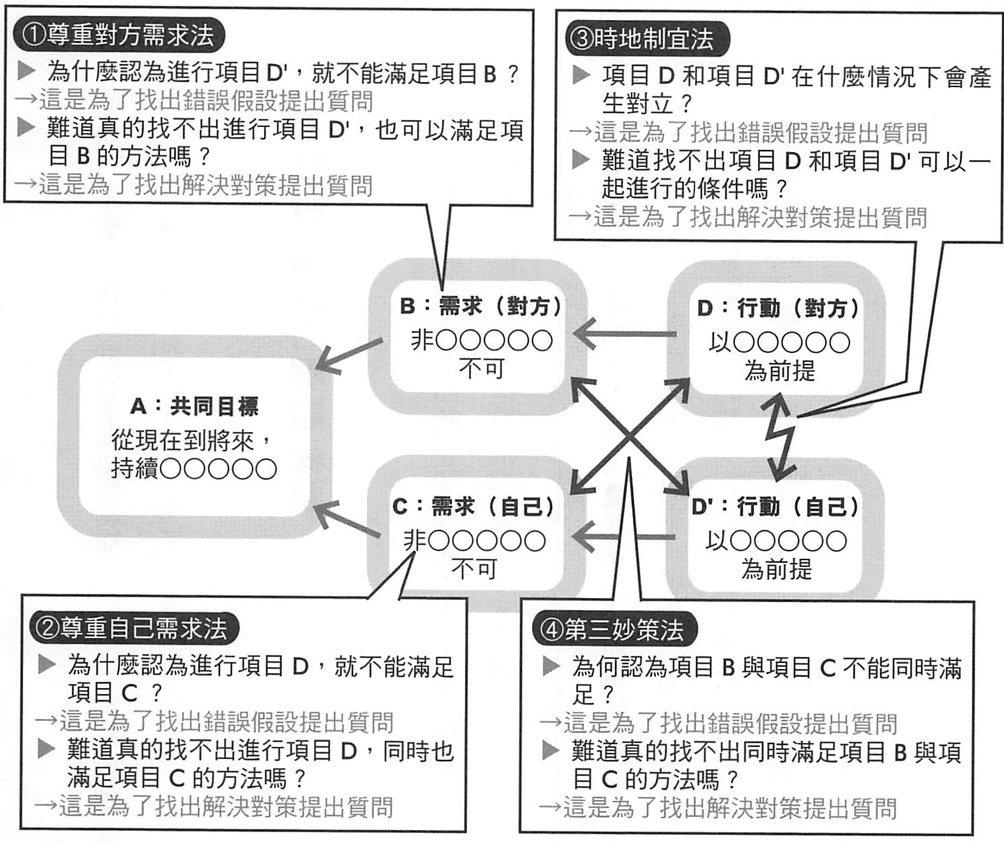 ①尊重對方需求法
▶ 為什麼認為進行項目 D'，就不能滿足項目 B？
→這是為了找出錯誤假設提出質問
▶ 難道真的找不出進行項目 D'，也可以滿足項
目 B 的方法嗎？
→這是為了找出解決對策提出質問
③時地制宜法
▶ 項目 D 和項目 D' 在什麼情況下會產
生對立？
→這是為了找出錯誤假設提出質問
▶ 難道找不出項目 D 和項目 D' 可以一
起進行的條件嗎？
→這是為了找出解決對策提出質問
B：需求（對方）
非○○○○○
不可
D：行動（對方）
以○○○○○
為前提
A：共同目標
從現在到將來，
持續○○○○○
C：需求（自己）
非○○○○○
不可
D'：行動（自己）
以○○○○○
為前提
②尊重自己需求法
▶ 為什麼認為進行項目 D，就不能滿足
項目 C ？
→這是為了找出錯誤假設提出質問
▶ 難道真的找不出進行項目 D，同時也
滿足項目 C 的方法嗎？
→這是為了找出解決對策提出質問
④第三妙策法
▶ 為何認為項目 B 與項目 C 不能同時滿
足？
→這是為了找出錯誤假設提出質問
▶ 難道真的找不出同時滿足項目 B 與項
目 C 的方法嗎？
→這是為了找出解決對策提出質問